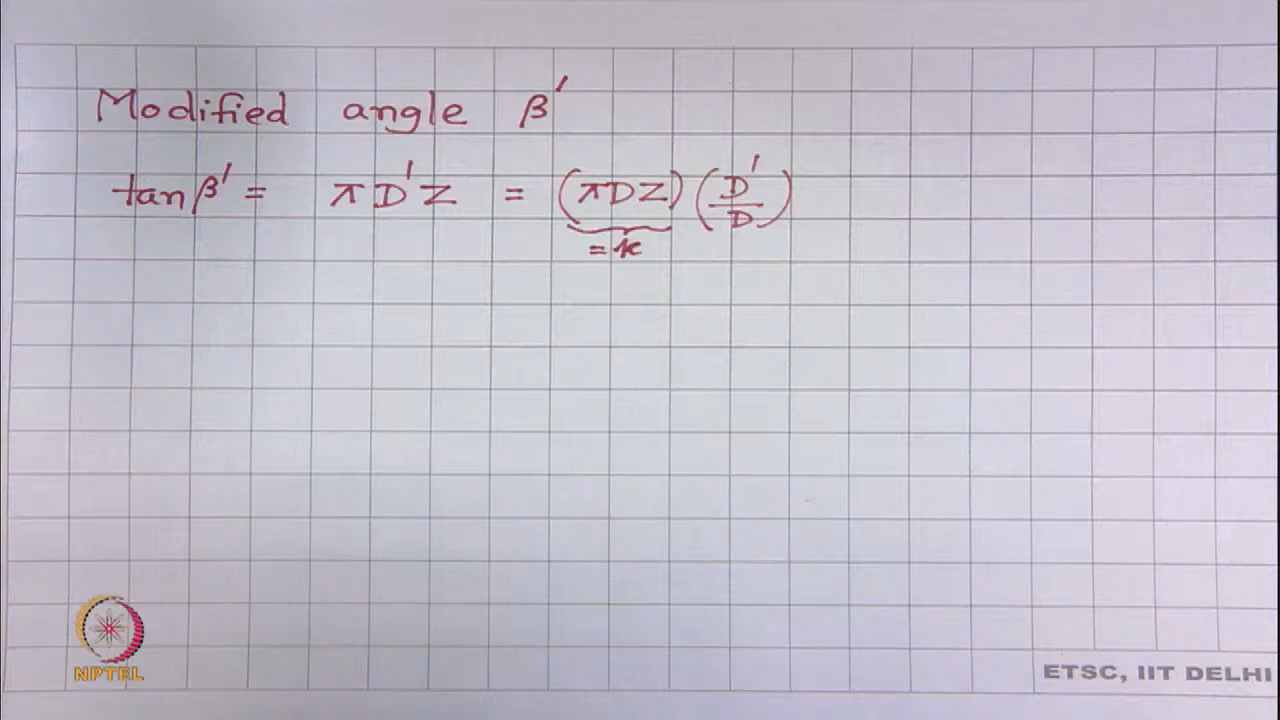 Modified angle β'
tan β' = π D' Z = (π D Z) (D'/D)
= k
NPTEL
ETSC, IIT DELHI